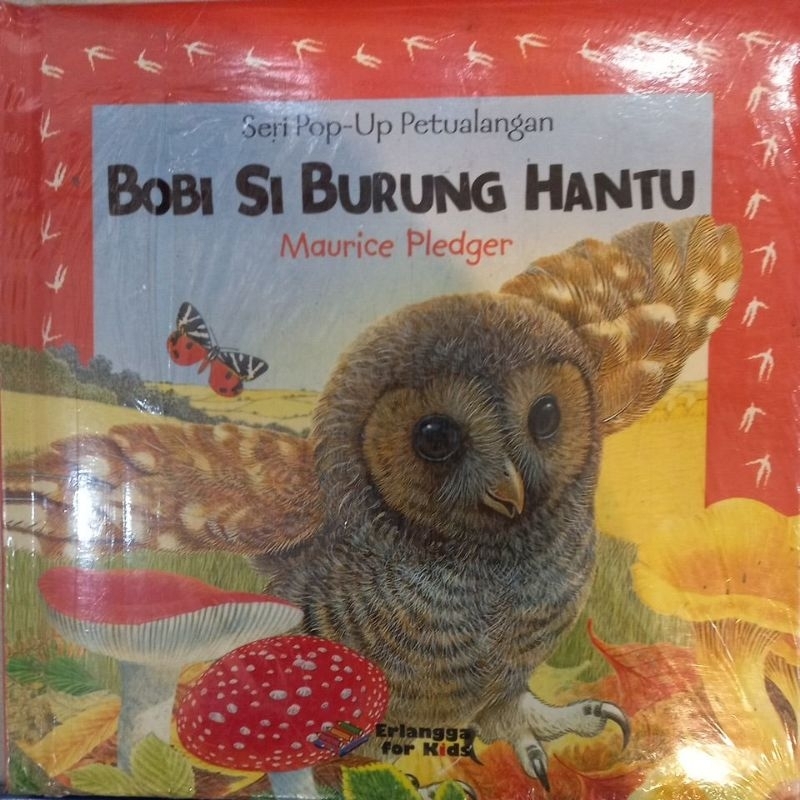 Seri Pop-Up Petualangan
BOBI SI BURUNG HANTU
Maurice Pledger
Erlangga
for Kids